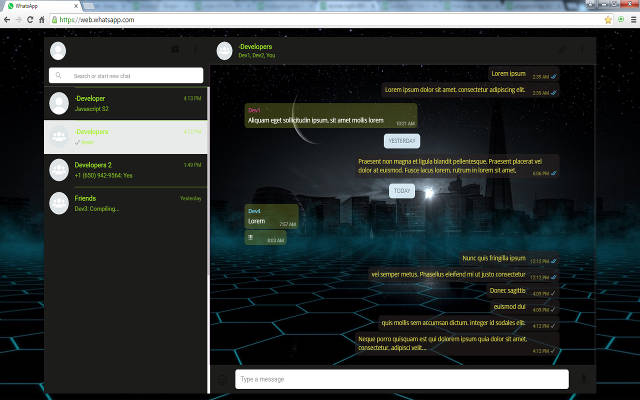 WhatsApp
https://web.whatsapp.com
-Developers
Dev1, Dev2, You
Search or start new chat
-Developer
4:13 PM
Javascript S2
-Developers
4:12 PM
Developers 2
1:49 PM
+1 (650) 942-9564: Yes
Friends
Yesterday
Dev3: Compiling...
Lorem ipsum
2:35 AM
Lorem ipsum dolor sit amet, consectetur adipiscing elit.
2:35 AM
Dev1
Aliquam eget sollicitudin ipsum, sit amet mollis lorem
10:21 AM
YESTERDAY
Praesent non magna et ligula blandit pellentesque. Praesent placerat vel
dolor at euismod. Fusce lacus lorem, rutrum in lorem sit amet.
6:06 PM
TODAY
Dev4
Lorem
7:57 AM
8:03 AM
Nunc quis fringilla ipsum
12:12 PM
vel semper metus. Phasellus eleifend mi ut justo consectetur
12:13 PM
Donec sagittis
4:09 PM
euismod dui
4:09 PM
quis mollis sem accumsan dictum. integer id sodales elit.
4:12 PM
Neque porro quisquam est qui dolorem ipsum quia dolor sit amet,
consectetur, adipisci velit...
4:12 PM
Type a message